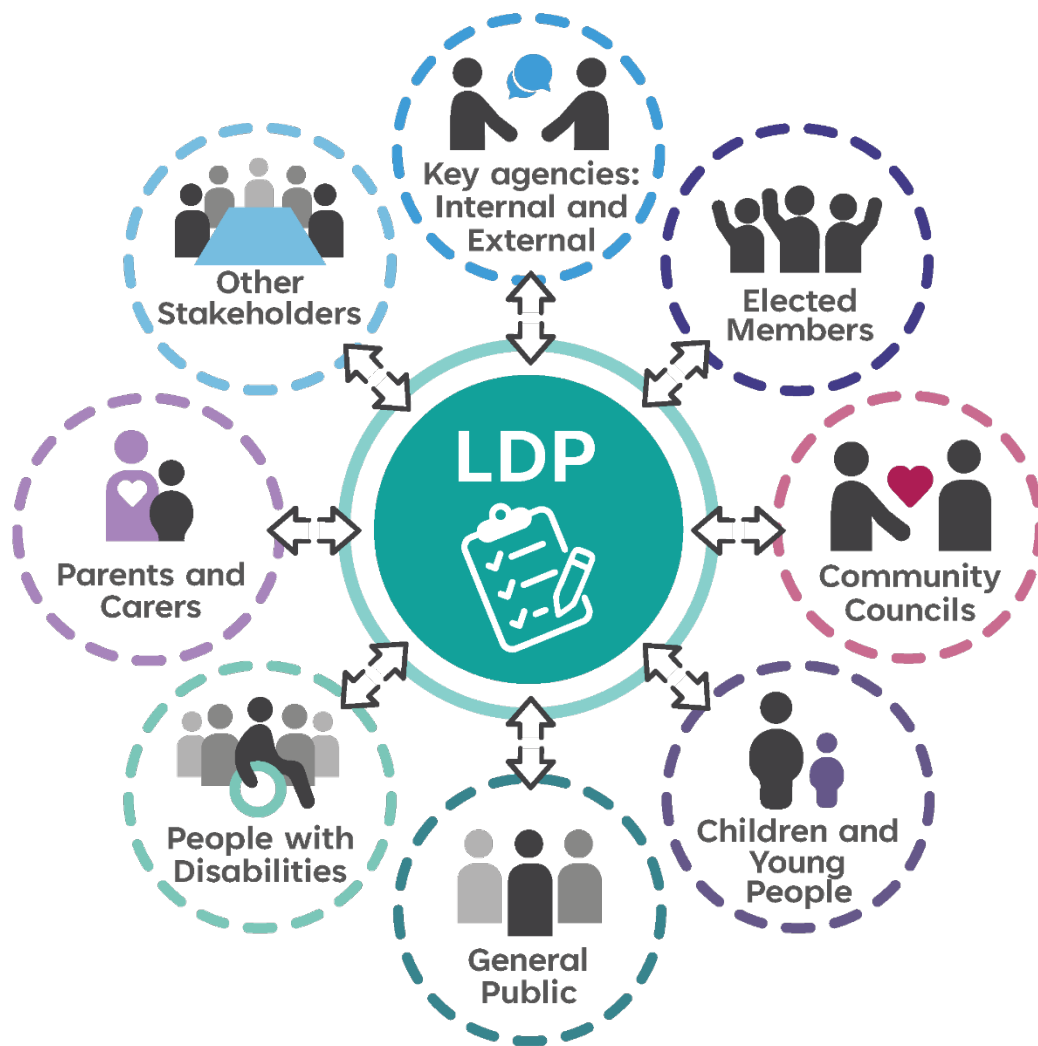 Key agencies:
Internal and
External
Elected
Members
Community
Councils
Children and
Young
People
General
Public
People with
Disabilities
Parents and
Carers
Other
Stakeholders
LDP